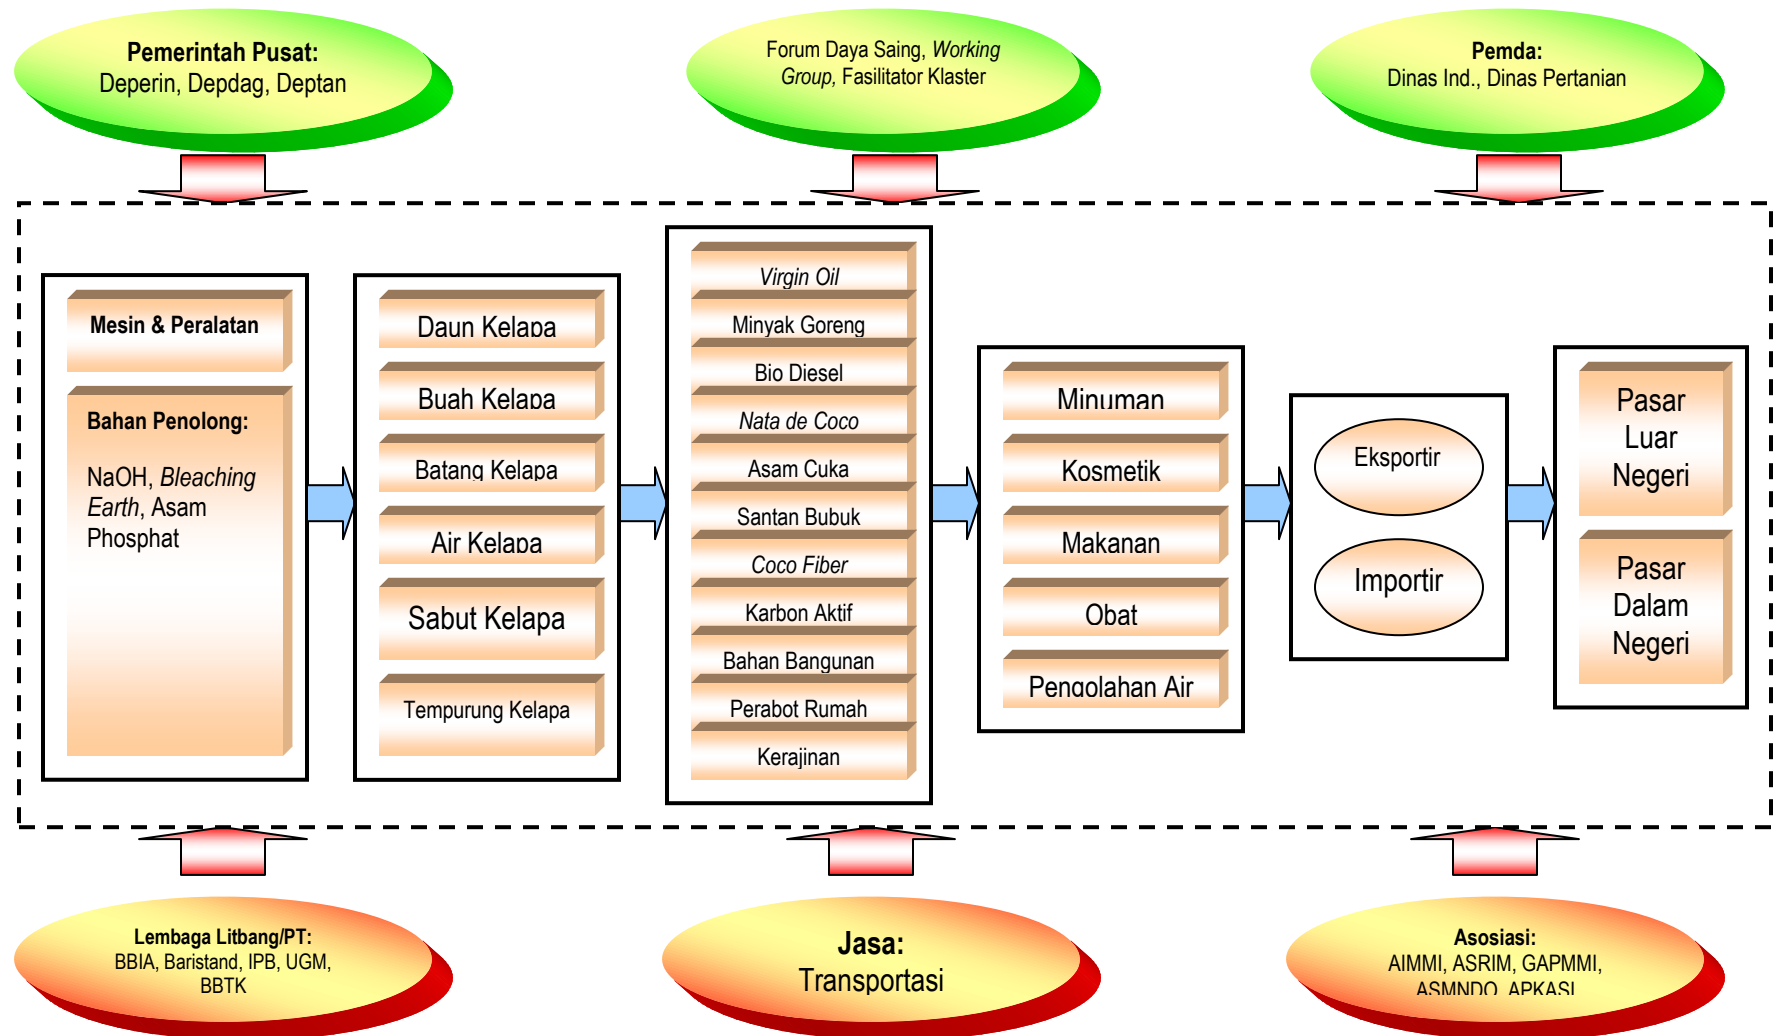 Pemerintah Pusat:
Deperin, Depdag, Deptan
Forum Daya Saing, Working
Group, Fasilitator Klaster
Pemda:
Dinas Ind., Dinas Pertanian
Mesin & Peralatan
Bahan Penolong:
NaOH, Bleaching
Earth, Asam
Phosphat
Daun Kelapa
Buah Kelapa
Batang Kelapa
Air Kelapa
Sabut Kelapa
Tempurung Kelapa
Virgin Oil
Minyak Goreng
Bio Diesel
Nata de Coco
Asam Cuka
Santan Bubuk
Coco Fiber
Karbon Aktif
Bahan Bangunan
Perabot Rumah
Kerajinan
Minuman
Kosmetik
Makanan
Obat
Pengolahan Air
Eksportir
Importir
Pasar
Luar
Negeri
Pasar
Dalam
Negeri
Lembaga Litbang/PT:
BBIA, Baristand, IPB, UGM,
BBTK
Jasa:
Transportasi
Asosiasi:
AIMMI, ASRIM, GAPMMI,
ASMNDO, APKASI